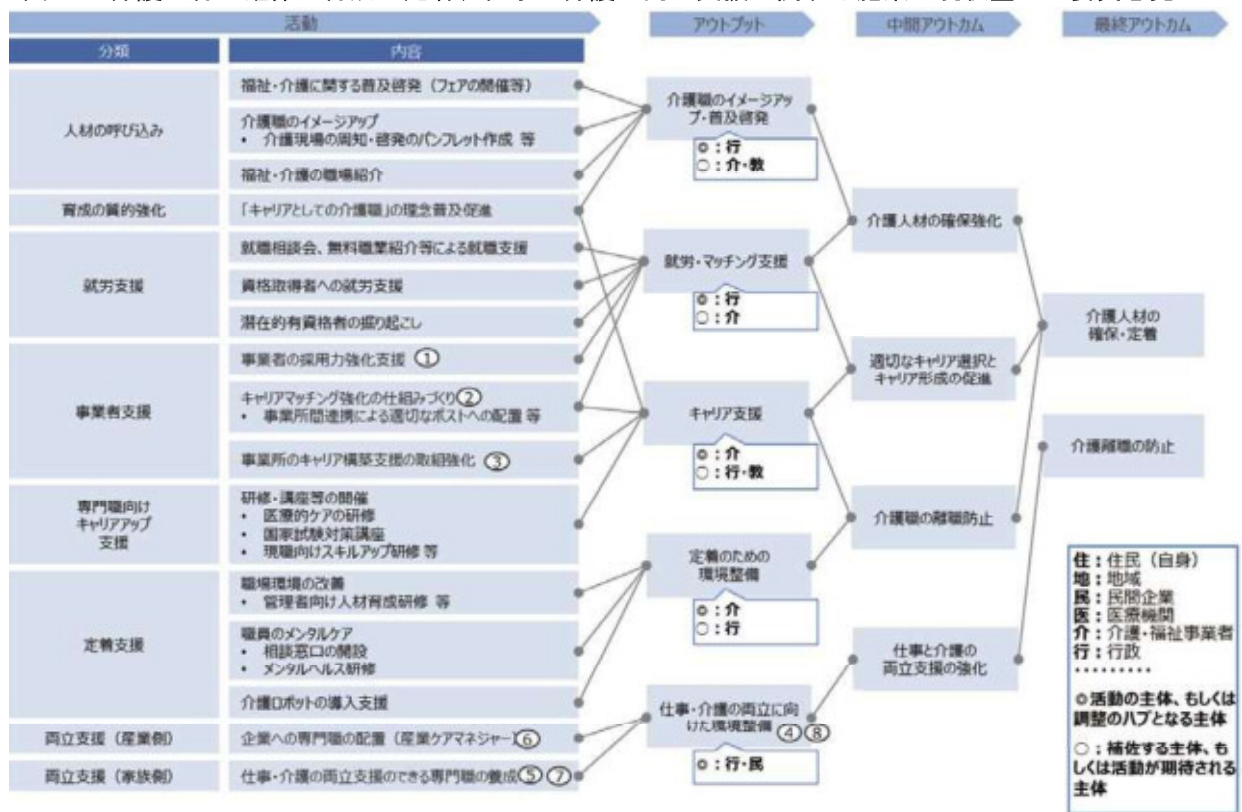 活動
アウトプット
中間アウトカム
最終アウトカム
分類
内容
人材の呼び込み
福祉・介護に関する普及啓発（フェアの開催等）
介護職のイメージアップ
• 介護現場の周知・啓発のパンフレット作成 等
福祉・介護の職場紹介
育成の質的強化
「キャリアとしての介護職」の理念普及促進
就労支援
就職相談会、無料職業紹介等による就職支援
資格取得者への就労支援
潜在的有資格者の掘り起こし
事業者支援
事業者の採用力強化支援 ①
キャリアマッチング強化の仕組みづくり②
• 事業所間連携による適切なポストへの配置 等
事業所のキャリア構築支援の取組強化 ③
専門職向け
キャリアアップ
支援
研修・講座等の開催
• 医療的ケアの研修
• 国家試験対策講座
• 現職向けスキルアップ研修 等
定着支援
職場環境の改善
• 管理者向け人材育成研修 等
職員のメンタルケア
• 相談窓口の開設
• メンタルヘルス研修
介護ロボットの導入支援
両立支援（産業側）
企業への専門職の配置（産業ケアマネジャー）⑥
両立支援（家族側）
仕事・介護の両立支援のできる専門職の養成⑤⑦
介護職のイメージアッ
プ・普及啓発
◎：行
○：介・教
就労・マッチング支援
◎：行
○：介
キャリア支援
◎：介
○：行・教
定着のための
環境整備
◎：介
○：行
仕事・介護の両立に向
けた環境整備 ④⑧
◎：行・民
介護人材の確保強化
適切なキャリア選択と
キャリア形成の促進
介護職の離職防止
仕事と介護の
両立支援の強化
介護人材の
確保・定着
介護離職の防止
住：住民（自身）
地：地域
民：民間企業
医：医療機関
介：介護・福祉事業者
行：行政
・・・・・・・・・
◎活動の主体、もしくは
調整のハブとなる主体
○：補佐する主体、も
しくは活動が期待される
主体